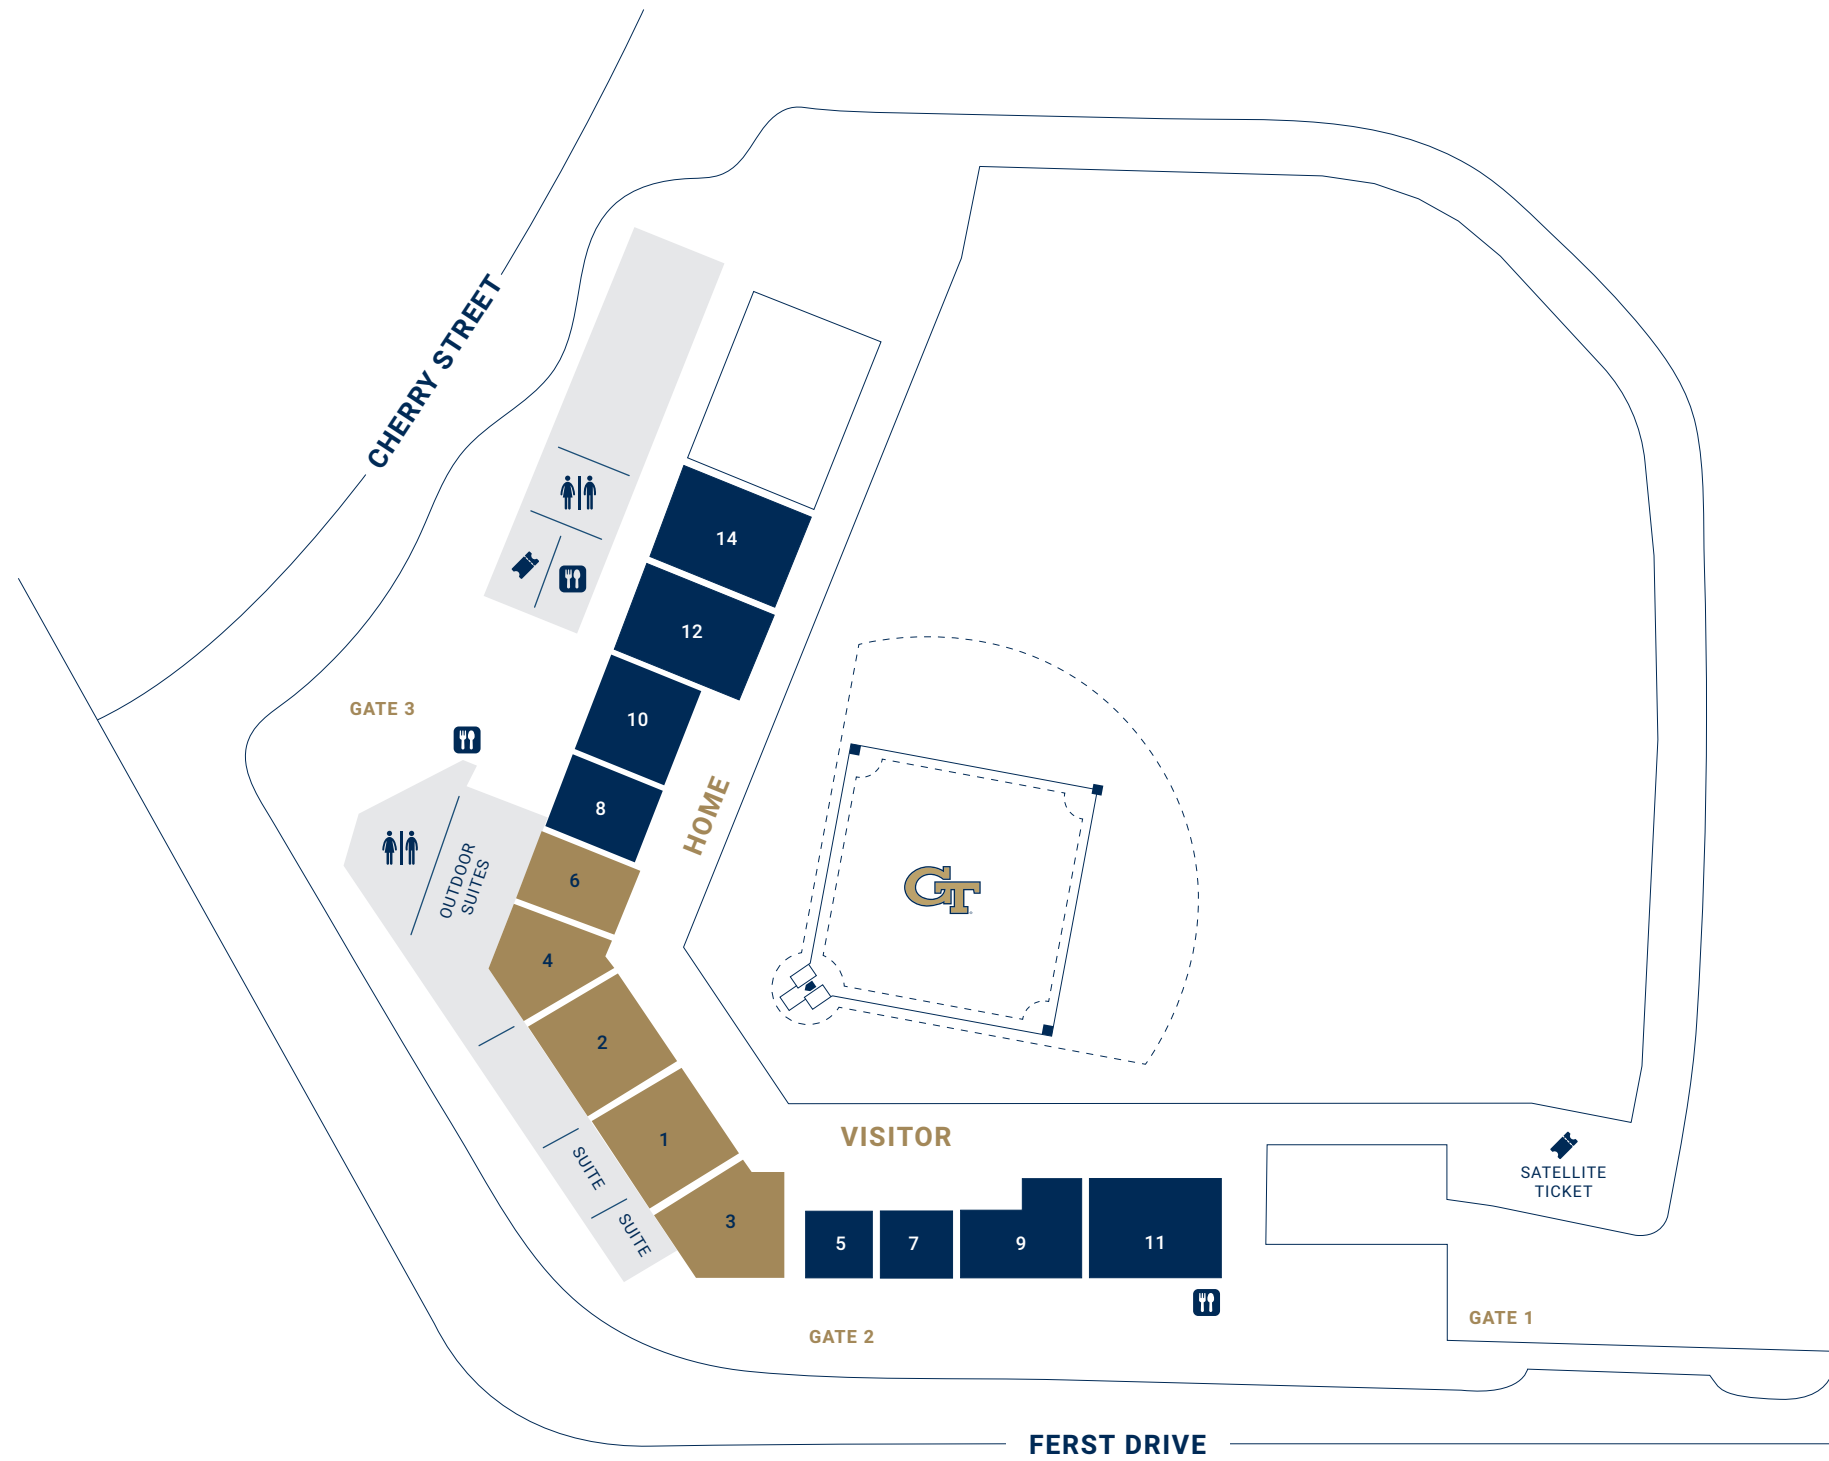 CHERRY STREET
14
12
GATE 3
10
HOME
8
OUTDOOR
SUITES
6
GT
4
2
1
VISITOR
SUITE
SATELLITE
TICKET
3
SUITE
5
7
9
11
GATE 2
GATE 1
FERST DRIVE